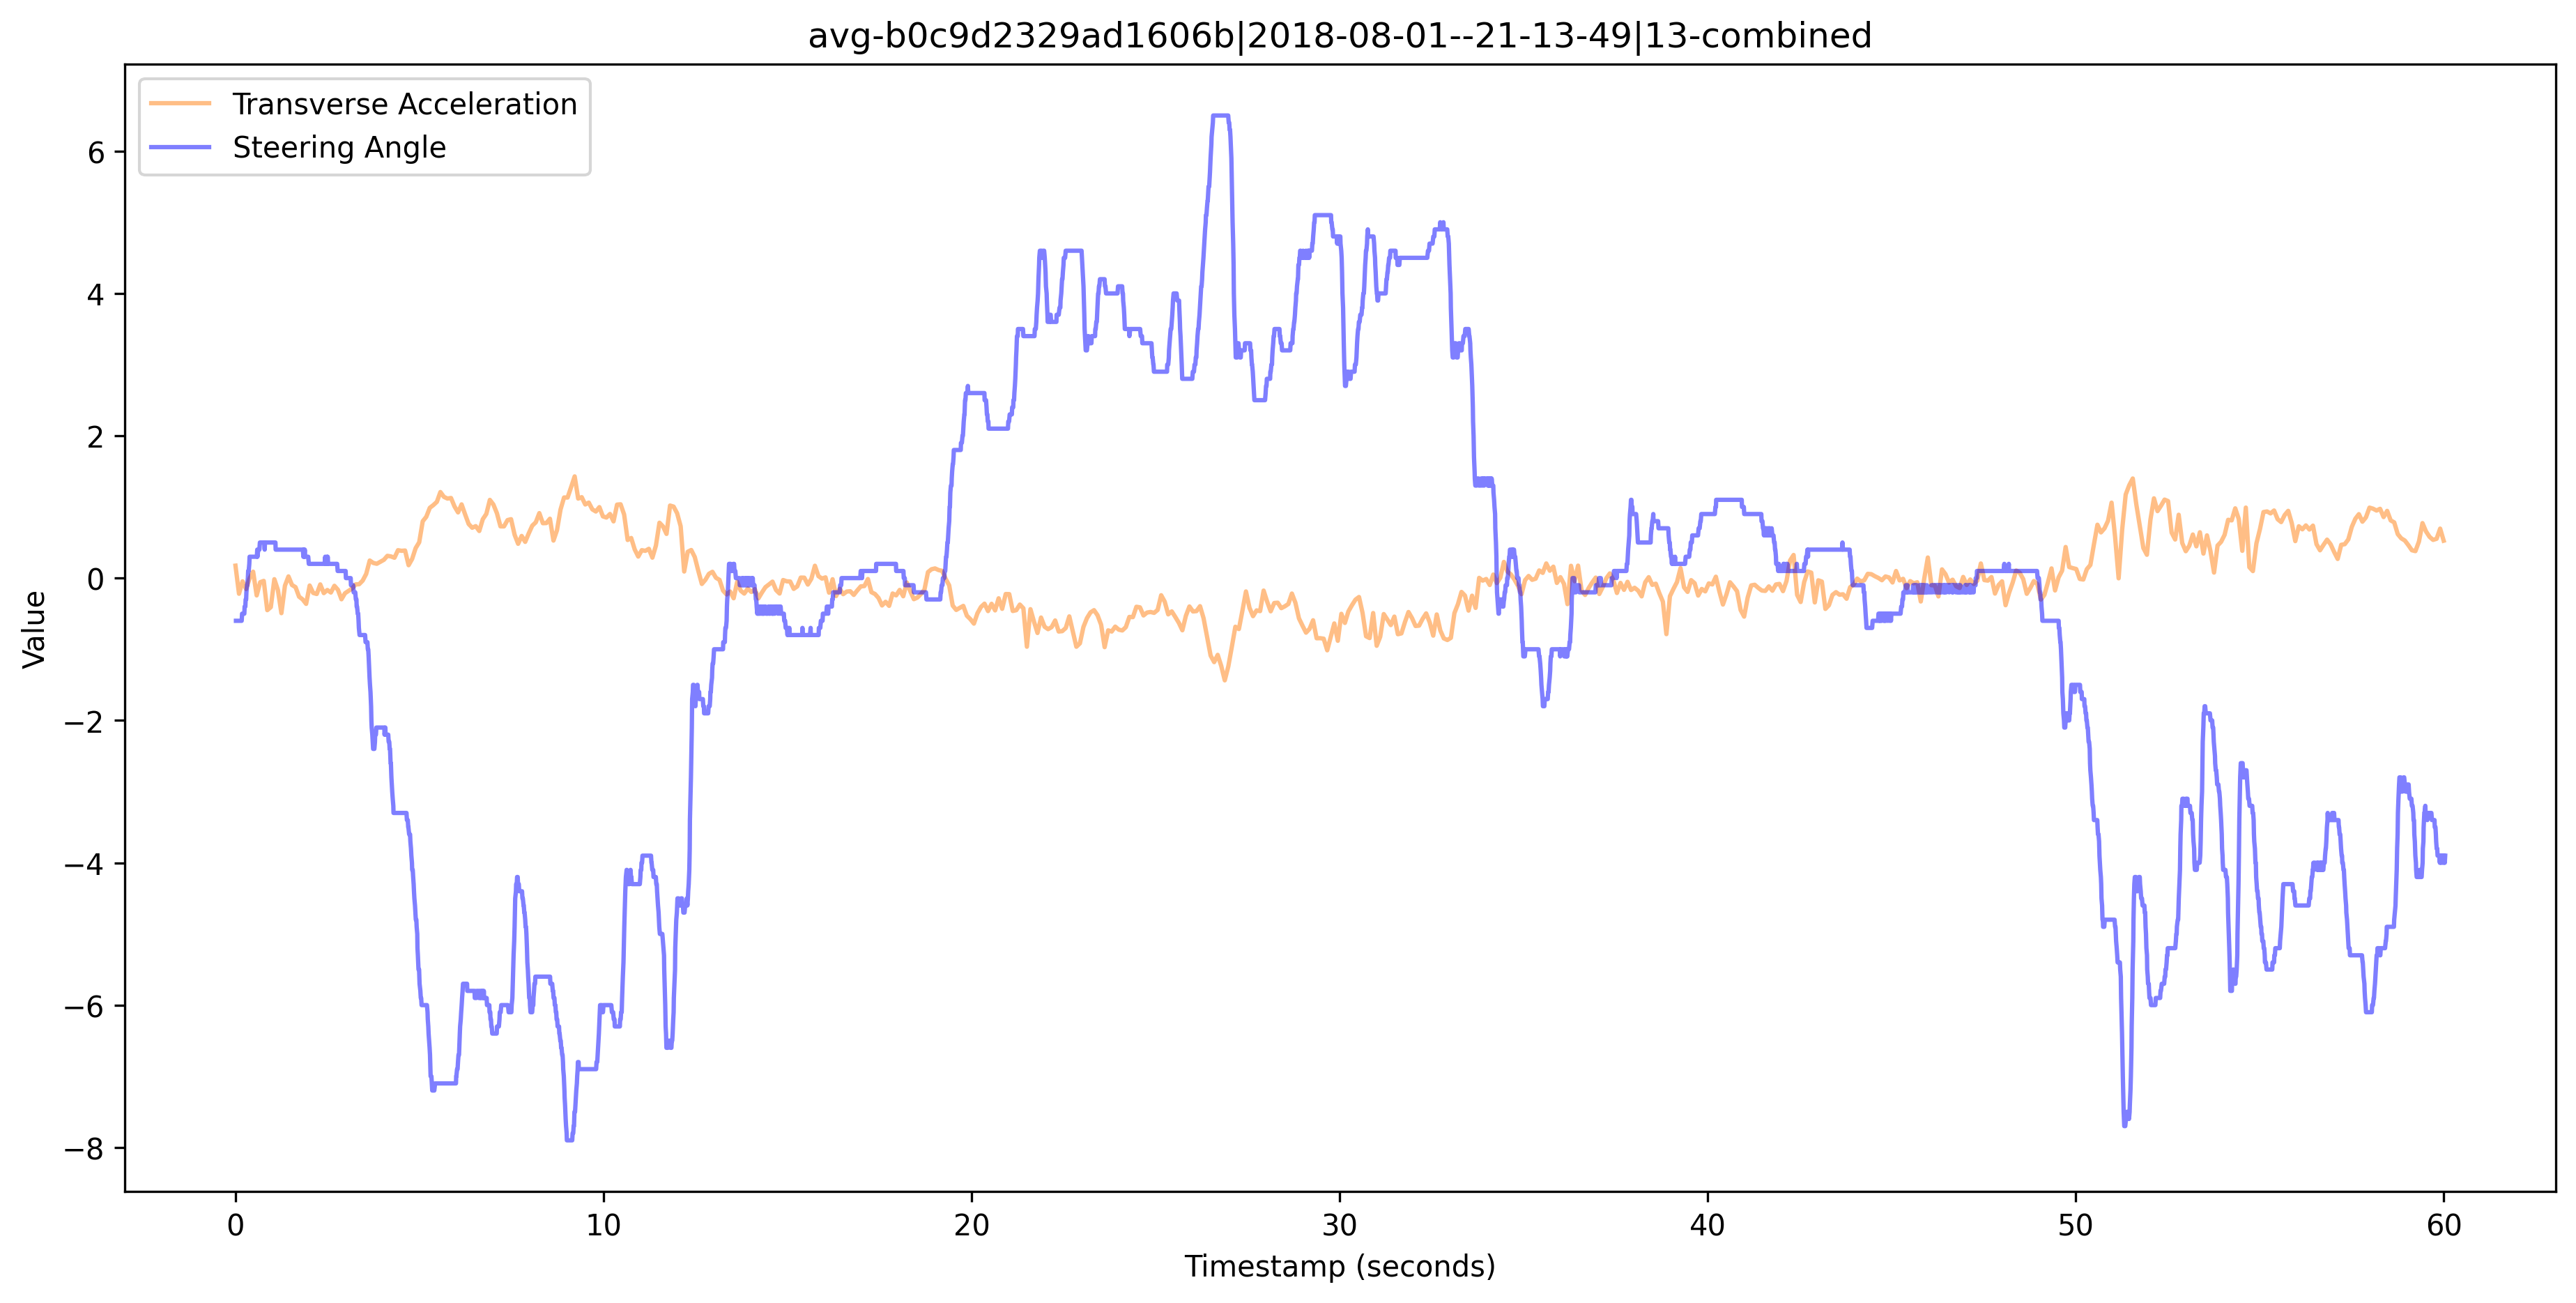 avg-b0c9d2329ad1606b|2018-08-01--21-13-49|13-combined
Transverse Acceleration
Steering Angle
Value
6
4
2
0
−2
−4
−6
−8
0 10 20 30 40 50 60
Timestamp (seconds)